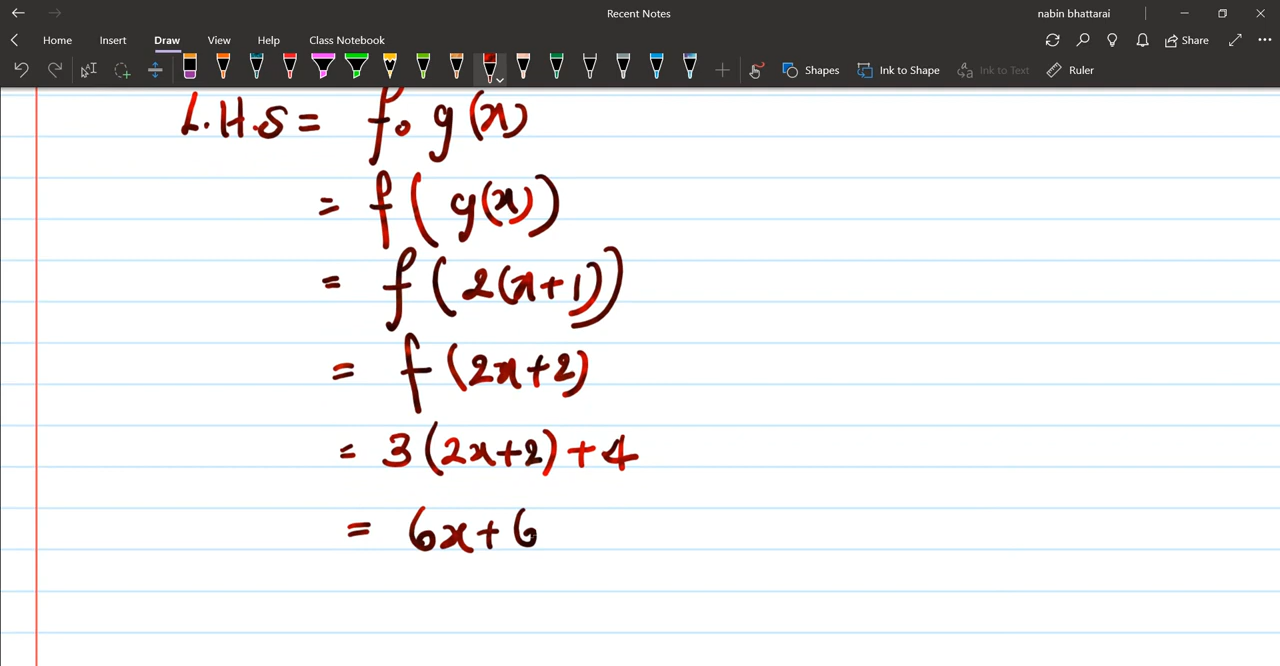 Recent Notes
nabin bhattarai
Home Insert Draw View Help Class Notebook
Share
Shapes Ink to Shape Ink to Text Ruler
L.H.S = fo g(x)
= f(g(x))
= f(2(x+1))
= f(2x+2)
= 3(2x+2)+4
= 6x+6